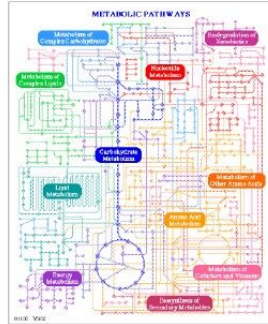 METABOLIC PATHWAYS
Metabolism of
Complex Carbohydrates
Biodegradation of
Xenobiotics
Nucleotide
Metabolism
Metabolism of
Complex Lipids
Carbohydrate
Metabolism
Metabolism of
Other Amino Acids
Lipid
Metabolism
Amino Acid
Metabolism
Energy
Metabolism
Metabolism of
Cofactors and Vitamins
Biosynthesis of
Secondary Metabolites